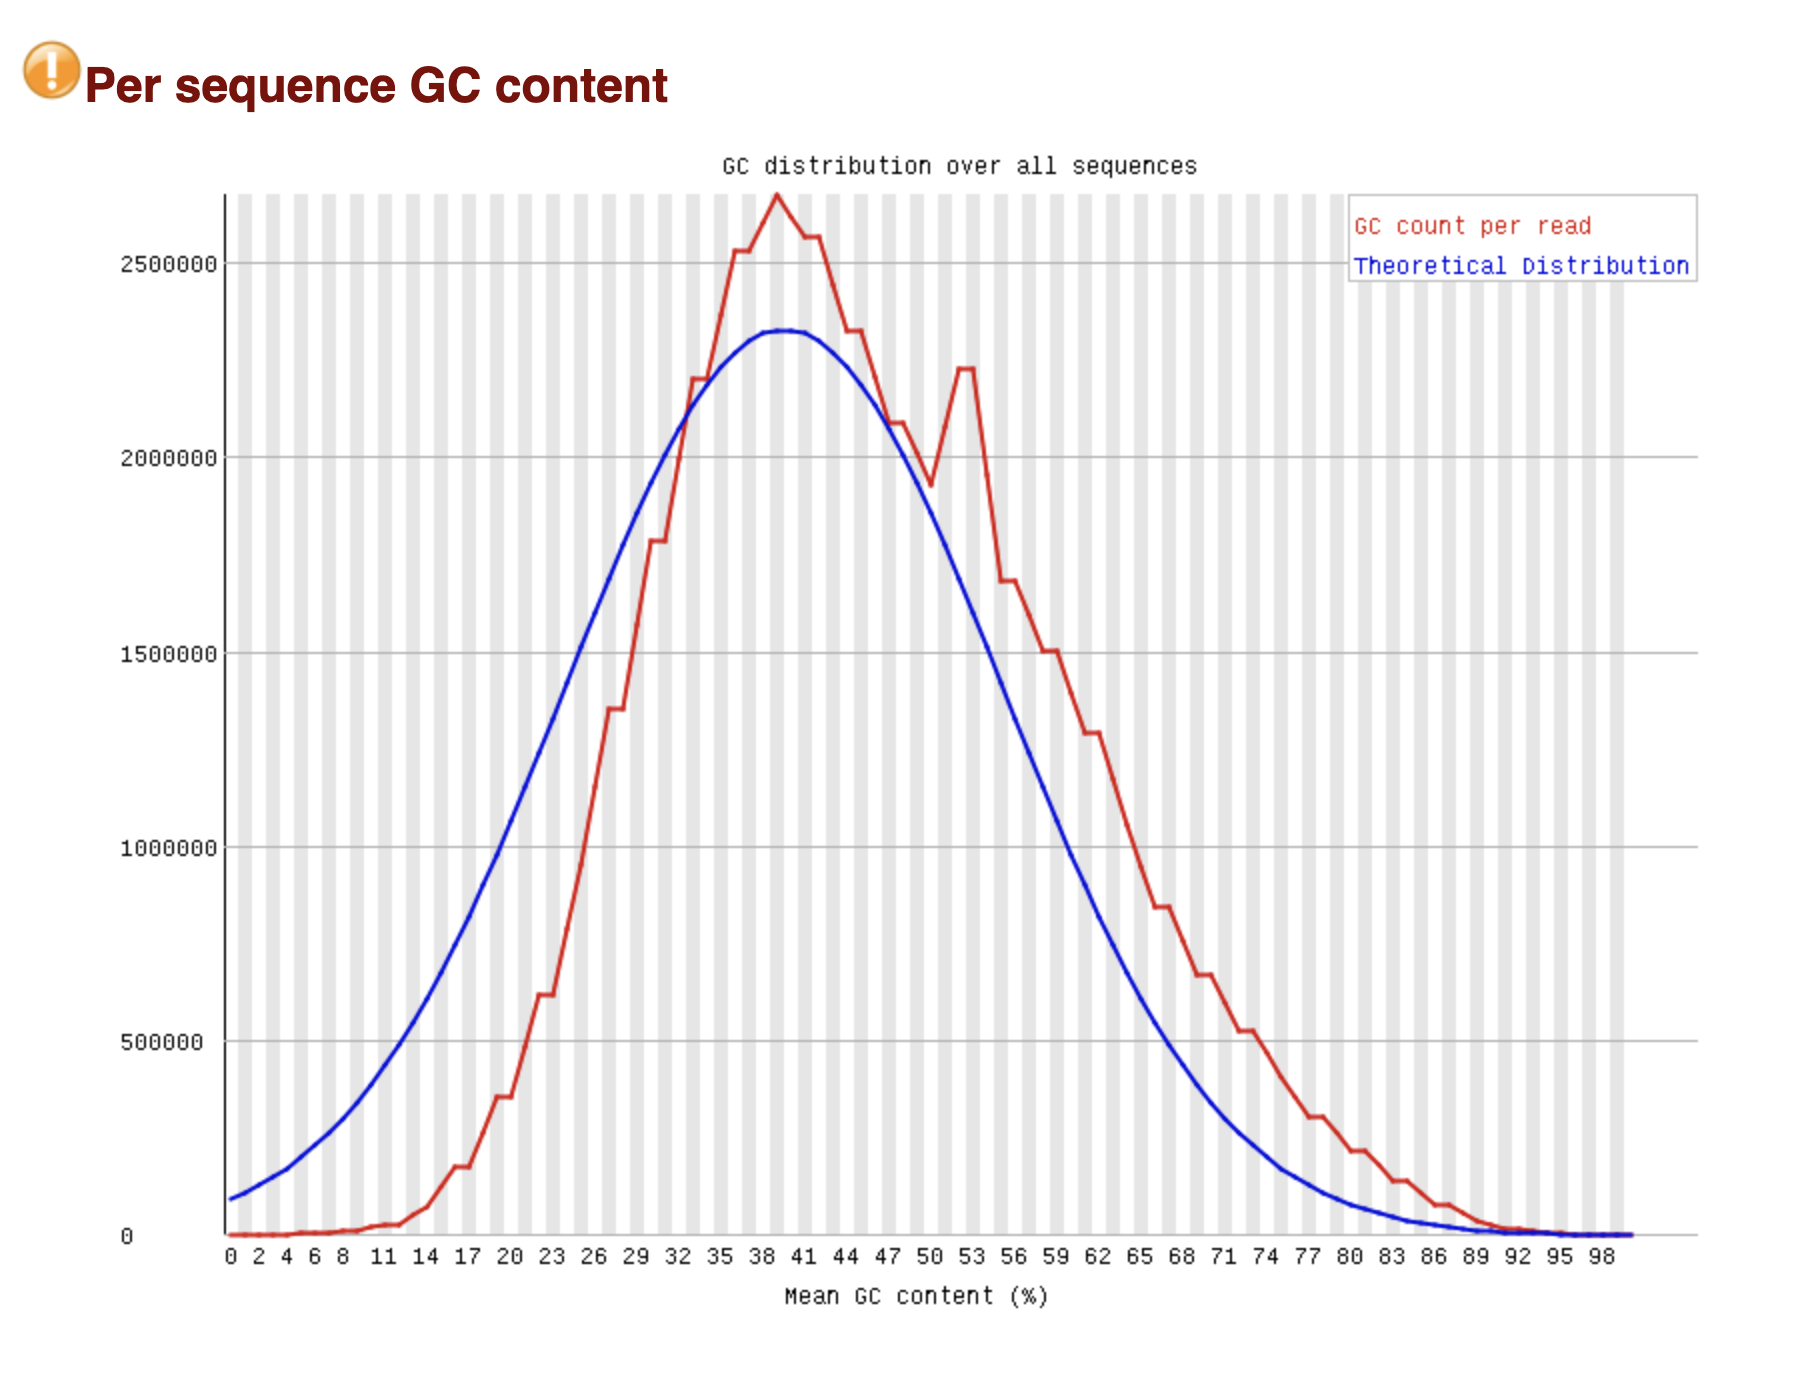 Per sequence GC content
GC distribution over all sequences
GC count per read
Theoretical Distribution
2500000
2000000
1500000
1000000
500000
0
0 2 4 6 8 11 14 17 20 23 26 29 32 35 38 41 44 47 50 53 56 59 62 65 68 71 74 77 80 83 86 89 92 95 98
Mean GC content (%)